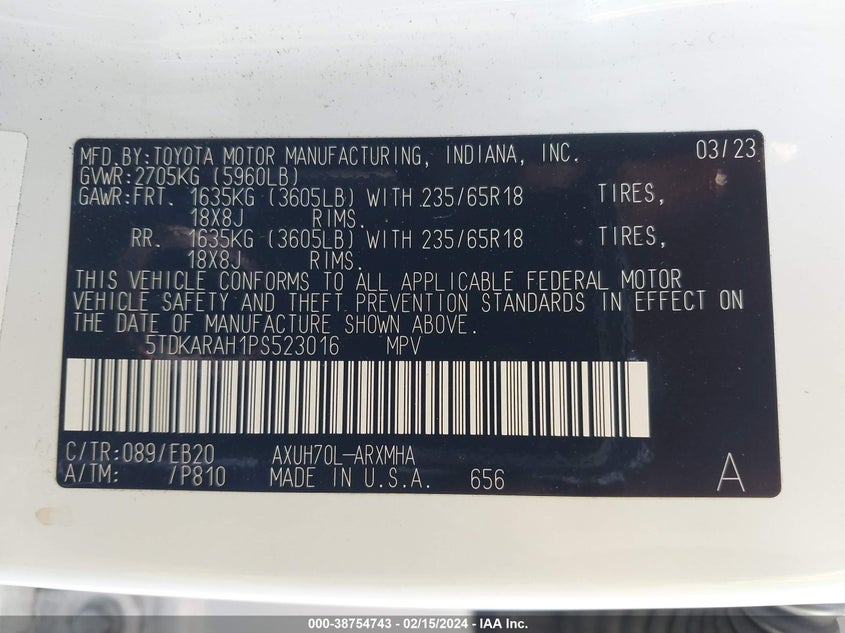 MFD.BY:TOYOTA MOTOR MANUFACTURING, INDIANA, INC. 03/23
GVWR:2705KG (5960LB)
GAWR:FRT. 1635KG (3605LB) WITH 235/65R18 TIRES,
18X8J RIMS.
RR. 1635KG (3605LB) WITH 235/65R18 TIRES,
18X8J RIMS.
THIS VEHICLE CONFORMS TO ALL APPLICABLE FEDERAL MOTOR
VEHICLE SAFETY AND THEFT PREVENTION STANDARDS IN EFFECT ON
THE DATE OF MANUFACTURE SHOWN ABOVE.
5TDKARAH1PS523016 MPV
C/TR:089/EB20 AXUH70L-ARXMHA
A/TM: /P810 MADE IN U.S.A. 656 A
000-38754743 - 02/15/2024 - IAA Inc.